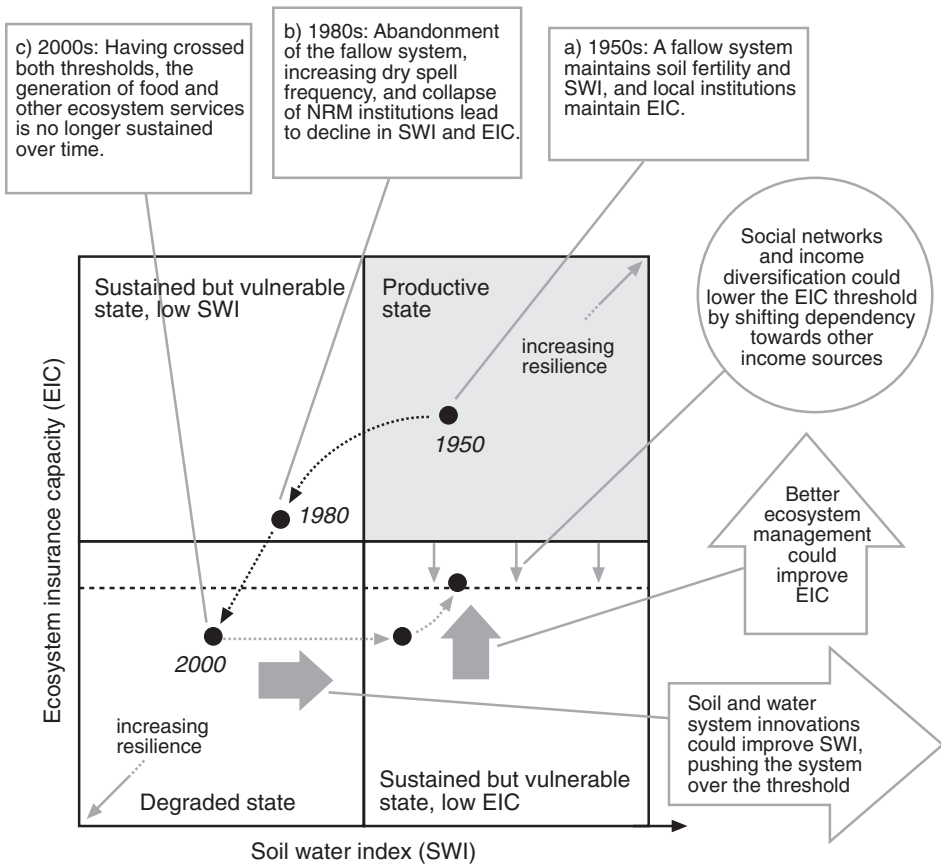 c) 2000s: Having crossed
both thresholds, the
generation of food and
other ecosystem services
is no longer sustained
over time.
b) 1980s: Abandonment
of the fallow system,
increasing dry spell
frequency, and collapse
of NRM institutions lead
to decline in SWI and EIC.
a) 1950s: A fallow system
maintains soil fertility and
SWI, and local institutions
maintain EIC.
Social networks
and income
diversification could
lower the EIC threshold
by shifting dependency
towards other
income sources
Sustained but vulnerable
state, low SWI
Productive
state
increasing
resilience
1950
1980
2000
Better
ecosystem
management
could
improve
EIC
Soil and water
system innovations
could improve SWI,
pushing the system
over the threshold
increasing
resilience
Degraded state
Sustained but vulnerable
state, low EIC
Ecosystem insurance capacity (EIC)
Soil water index (SWI)